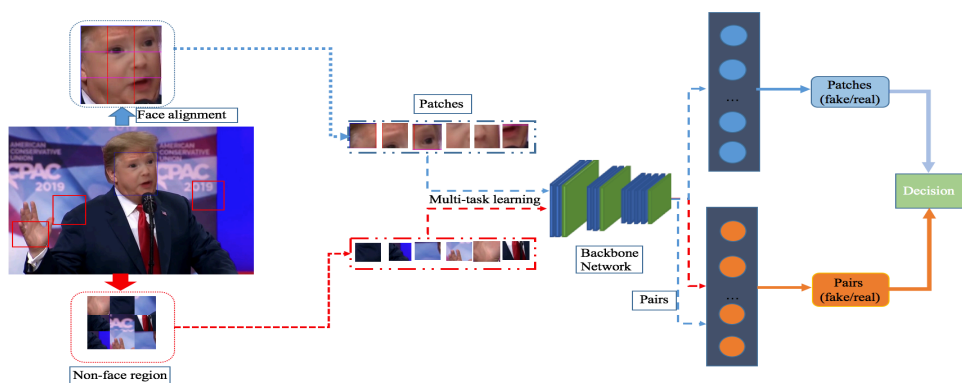 Patches
Patches
(fake/real)
...
Face alignment
2019
AMERICAN
CONSERVATIVE
UNION
CPAC
2019
Multi-task learning
Decision
Backbone
Network
Pairs
...
Pairs
(fake/real)
PAC
Non-face region